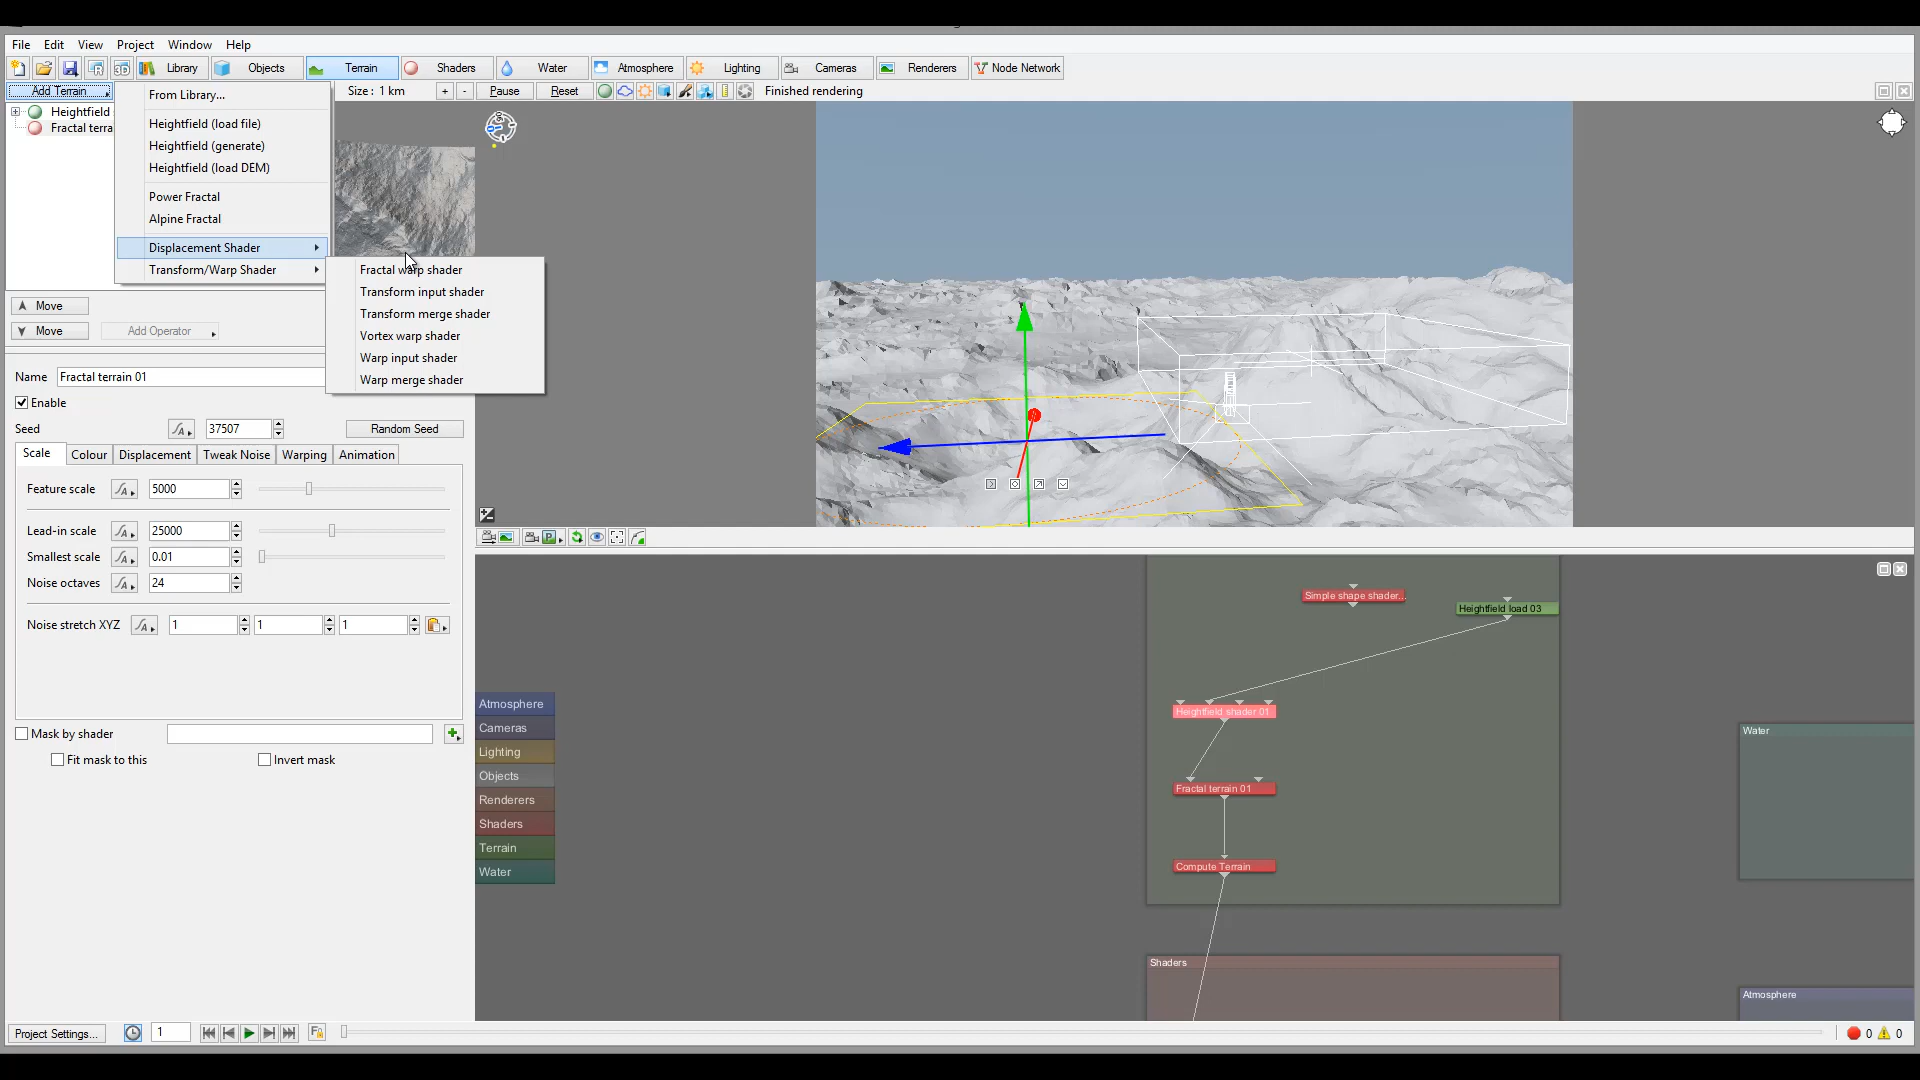 File Edit View Project Window Help
Library Objects Terrain Shaders Water Atmosphere Lighting Cameras Renderers Node Network
Add Terrain
Size : 1 km + - Pause Reset Finished rendering
Heightfield
Fractal terra
From Library...
Heightfield (load file)
Heightfield (generate)
Heightfield (load DEM)
Power Fractal
Alpine Fractal
Displacement Shader
Transform/Warp Shader
Fractal warp shader
Transform input shader
Transform merge shader
Vortex warp shader
Warp input shader
Warp merge shader
Move
Move Add Operator
Name Fractal terrain 01
Enable
Seed 37507 Random Seed
Scale Colour Displacement Tweak Noise Warping Animation
Feature scale 5000
Lead-in scale 25000
Smallest scale 0.01
Noise octaves 24
Noise stretch XYZ 1 1 1
Mask by shader
Fit mask to this Invert mask
Atmosphere
Cameras
Lighting
Objects
Renderers
Shaders
Terrain
Water
Simple shape shader...
Heightfield load 03
Heightfield shader 01
Fractal terrain 01
Compute Terrain
Shaders
Water
Atmosphere
Project Settings... 1 0 0